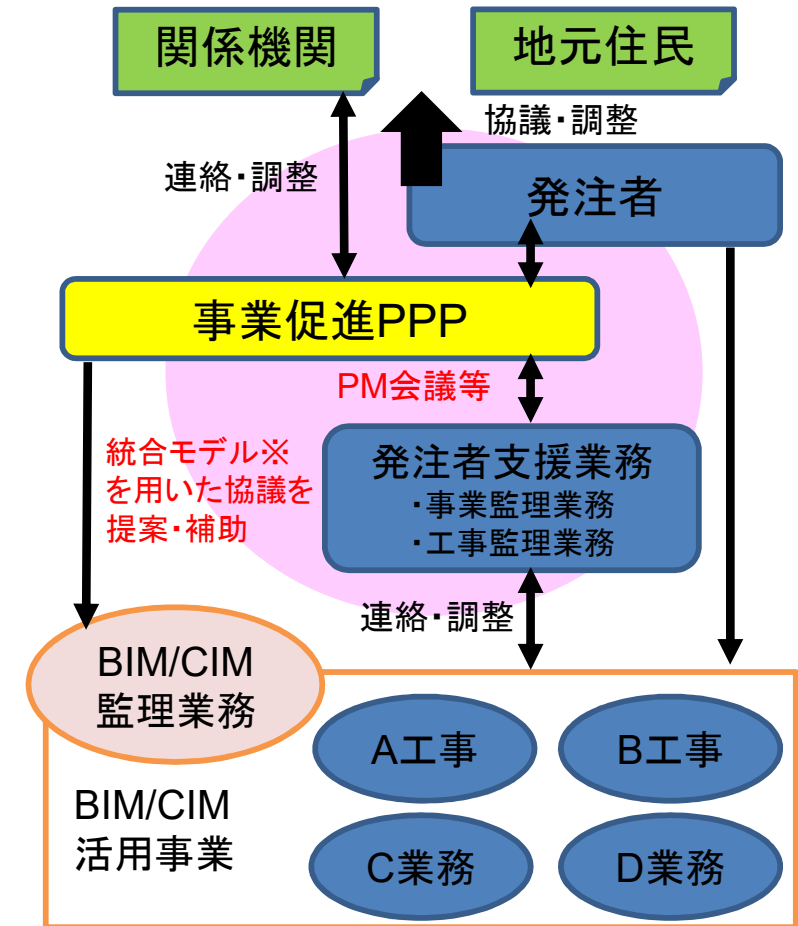 関係機関
地元住民
協議・調整
連絡・調整
発注者
事業促進PPP
PM会議等
統合モデル※
を用いた協議を
提案・補助
発注者支援業務
・事業監理業務
・工事監理業務
連絡・調整
BIM/CIM
監理業務
A工事
B工事
BIM/CIM
活用事業
C業務
D業務